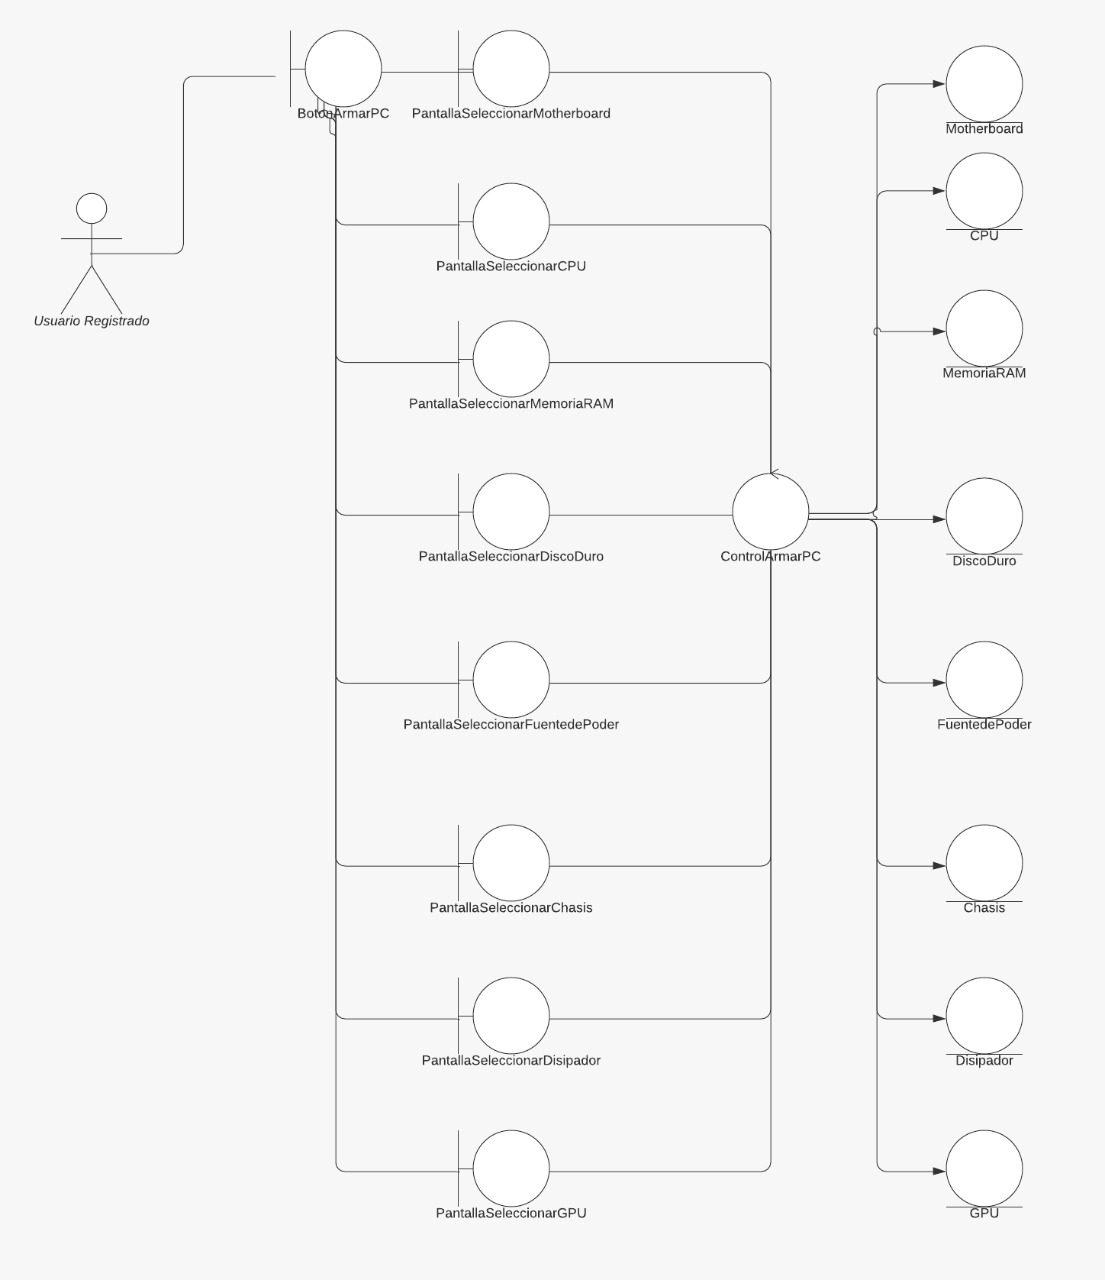 BotonArmarPC
PantallaSeleccionarMotherboard
Motherboard
CPU
PantallaSeleccionarCPU
Usuario Registrado
MemoriaRAM
PantallaSeleccionarMemoriaRAM
PantallaSeleccionarDiscoDuro
ControlArmarPC
DiscoDuro
PantallaSeleccionarFuentedePoder
FuentedePoder
PantallaSeleccionarChasis
Chasis
PantallaSeleccionarDisipador
Disipador
PantallaSeleccionarGPU
GPU